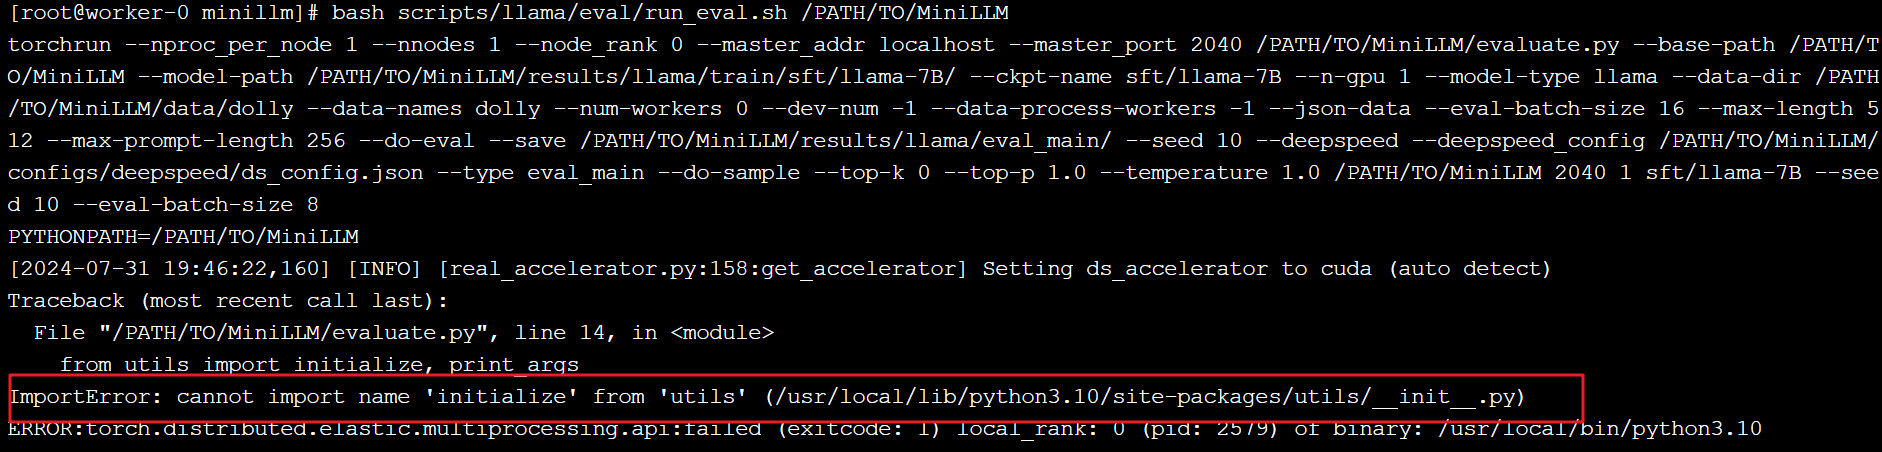 [root@worker-0 minillm]# bash scripts/llama/eval/run_eval.sh /PATH/TO/MiniLLM
torchrun --nproc_per_node 1 --nnodes 1 --node_rank 0 --master_addr localhost --master_port 2040 /PATH/TO/MiniLLM/evaluate.py --base-path /PATH/T
O/MiniLLM --model-path /PATH/TO/MiniLLM/results/llama/train/sft/llama-7B/ --ckpt-name sft/llama-7B --n-gpu 1 --model-type llama --data-dir /PATH
/TO/MiniLLM/data/dolly --data-names dolly --num-workers 0 --dev-num -1 --data-process-workers -1 --json-data --eval-batch-size 16 --max-length 5
12 --max-prompt-length 256 --do-eval --save /PATH/TO/MiniLLM/results/llama/eval_main/ --seed 10 --deepspeed --deepspeed_config /PATH/TO/MiniLLM/
configs/deepspeed/ds_config.json --type eval_main --do-sample --top-k 0 --top-p 1.0 --temperature 1.0 /PATH/TO/MiniLLM 2040 1 sft/llama-7B --see
d 10 --eval-batch-size 8
PYTHONPATH=/PATH/TO/MiniLLM
[2024-07-31 19:46:22,160] [INFO] [real_accelerator.py:158:get_accelerator] Setting ds_accelerator to cuda (auto detect)
Traceback (most recent call last):
  File "/PATH/TO/MiniLLM/evaluate.py", line 14, in <module>
    from utils import initialize, print_args
ImportError: cannot import name 'initialize' from 'utils' (/usr/local/lib/python3.10/site-packages/utils/__init__.py)
ERROR:torch.distributed.elastic.multiprocessing.api:failed (exitcode: 1) local_rank: 0 (pid: 2579) of binary: /usr/local/bin/python3.10